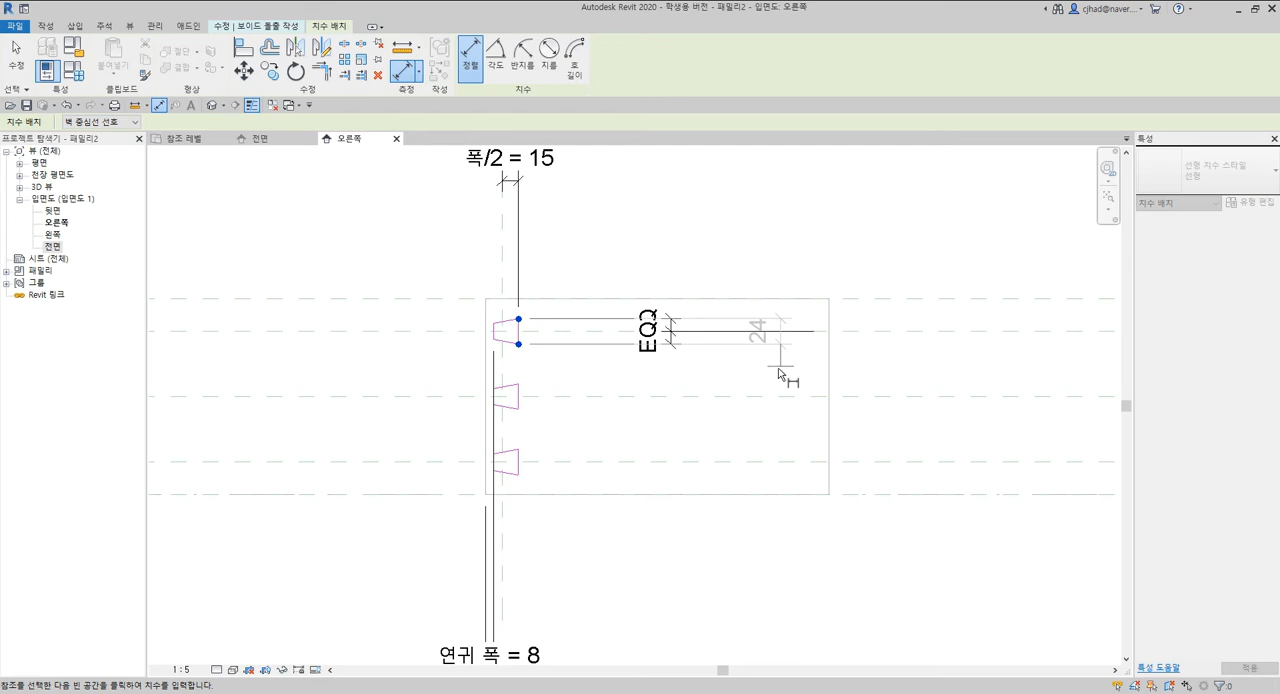 Autodesk Revit 2020 - 학생용 버전 - 패밀리2 - 입면도: 오른쪽
cjhad@naver....
파일 작성 삽입 주석 뷰 관리 애드인 수정 | 보이드 돌출 작성 지수 배치
수정
붙여넣기
절단
결합
정렬 각도 반지름 지름 호 길이
선택 특성 클립보드 형상 수정 측정 작성 치수
치수 배치 벽 중심선 선호
프로젝트 탐색기 - 패밀리2
참조 레벨 전면 오른쪽
특성
뷰 (전체)
평면
천장 평면도
3D 뷰
입면도 (입면도 1)
뒷면
오른쪽
왼쪽
전면
시트 (전체)
패밀리
그룹
Revit 링크
폭/2 = 15
EQ
24
연귀 폭 = 8
선형 치수 스타일
선형
치수 배치
유형 편집
1 : 5
특성 도움말
적용
참조를 선택한 다음 빈 공간을 클릭하여 치수를 입력합니다.
:0